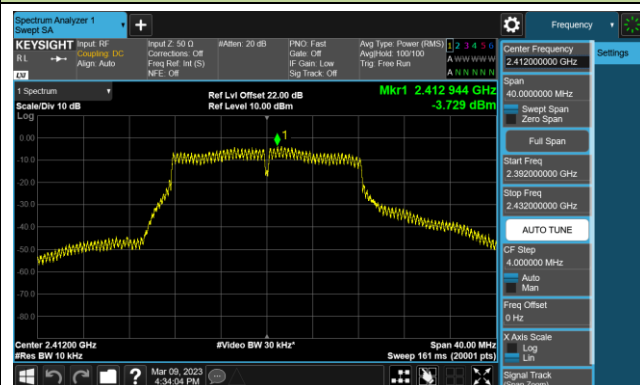 Spectrum Analyzer 1
Swept SA
Frequency
KEYSIGHT
RL
Input: RF
Coupling: DC
Align: Auto
Input Z: 50 Ω
Corrections: Off
Freq Ref: Int (S)
NFE: Off
#Atten: 20 dB
PNO: Fast
Gate: Off
IF Gain: Low
Sig Track: Off
Avg Type: Power (RMS)
Avg|Hold: 100/100
Trig: Free Run
1 2 3 4 5 6
A W W W W W
A N N N N N
1 Spectrum
Scale/Div 10 dB
Ref Lvl Offset 22.00 dB
Ref Level 10.00 dBm
Mkr1 2.412 944 GHz
-3.729 dBm
Log
0.00
-10.0
-20.0
-30.0
-40.0
-50.0
-60.0
-70.0
-80.0
1
Center 2.41200 GHz
#Res BW 10 kHz
#Video BW 30 kHz*
Span 40.00 MHz
Sweep 161 ms (20001 pts)
Mar 09, 2023
4:34:04 PM
Center Frequency
2.412000000 GHz
Settings
Span
40.0000000 MHz
Swept Span
Zero Span
Full Span
Start Freq
2.392000000 GHz
Stop Freq
2.432000000 GHz
AUTO TUNE
CF Step
4.000000 MHz
Auto
Man
Freq Offset
0 Hz
X Axis Scale
Log
Lin
Signal Track
(Span Zoom)